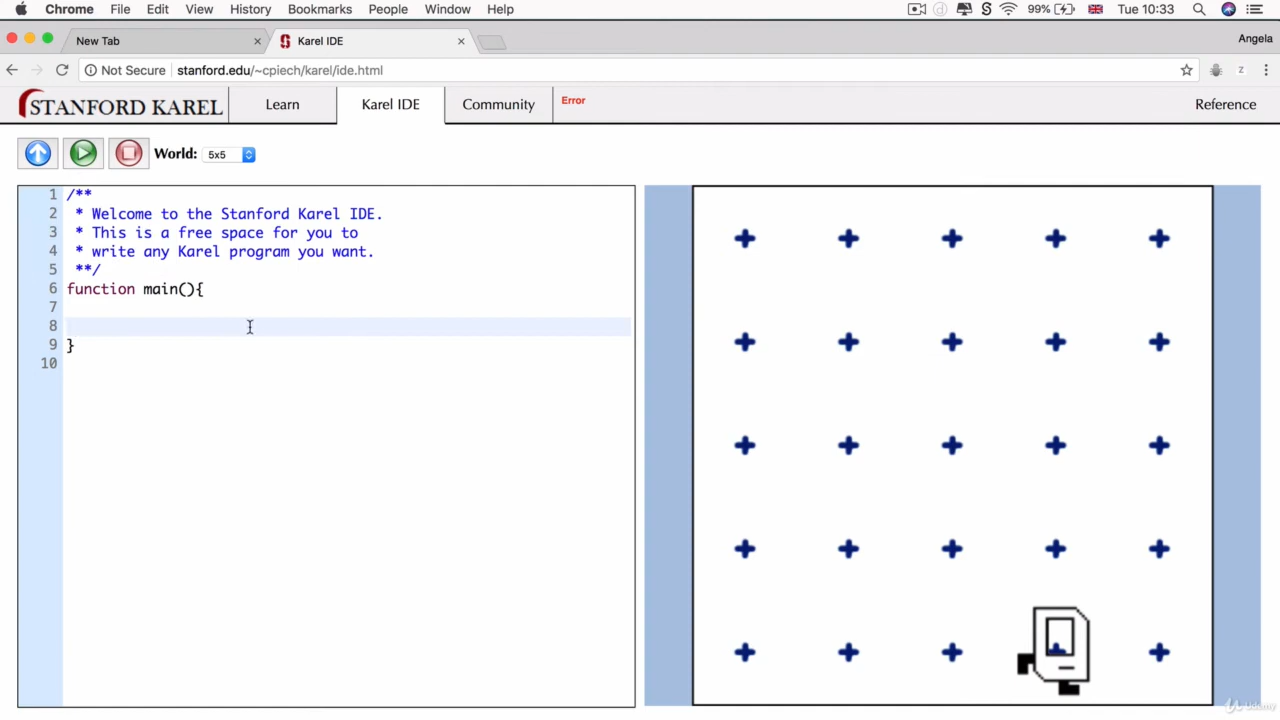 Chrome File Edit View History Bookmarks People Window Help 99% Tue 10:33
New Tab Karel IDE Angela
Not Secure stanford.edu/~cpiech/karel/ide.html
STANFORD KAREL Learn Karel IDE Community Error Reference
World: 5x5
1 /**
2 * Welcome to the Stanford Karel IDE.
3 * This is a free space for you to
4 * write any Karel program you want.
5 **/
6 function main(){
7
8
9 }
10
Udemy